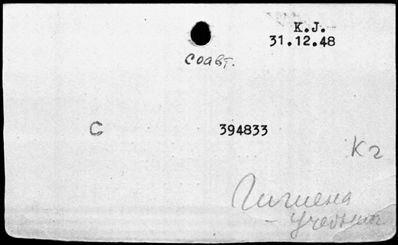 K.J.
31.12.48
соавт.
С
394833
Кг
Гигиена
- учебник